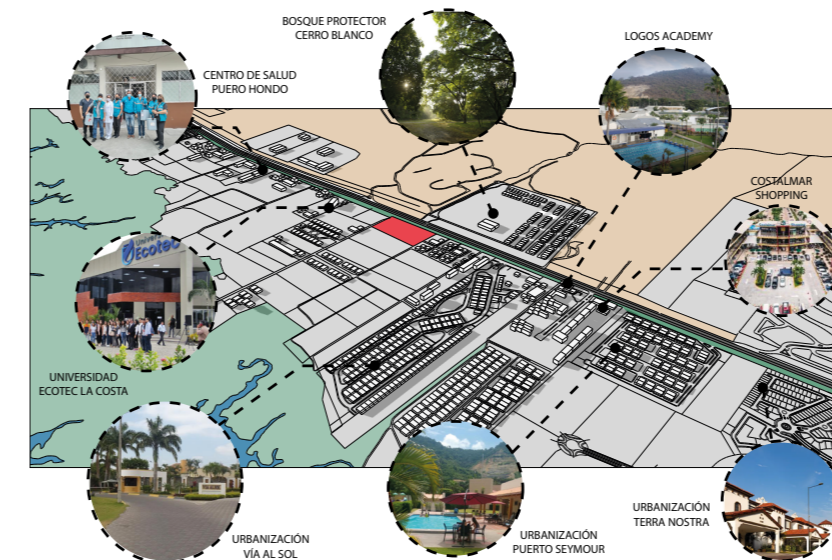 BOSQUE PROTECTOR
CERRO BLANCO
LOGOS ACADEMY
CENTRO DE SALUD
PUERO HONDO
COSTALMAR
SHOPPING
Ecotec
UNIVERSIDAD
ECOTEC LA COSTA
URBANIZACIÓN
VÍA AL SOL
URBANIZACIÓN
PUERTO SEYMOUR
URBANIZACIÓN
TERRA NOSTRA